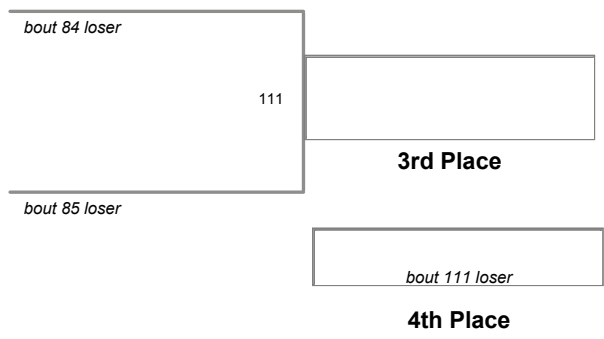 bout 84 loser
111
3rd Place
bout 85 loser
bout 111 loser
4th Place